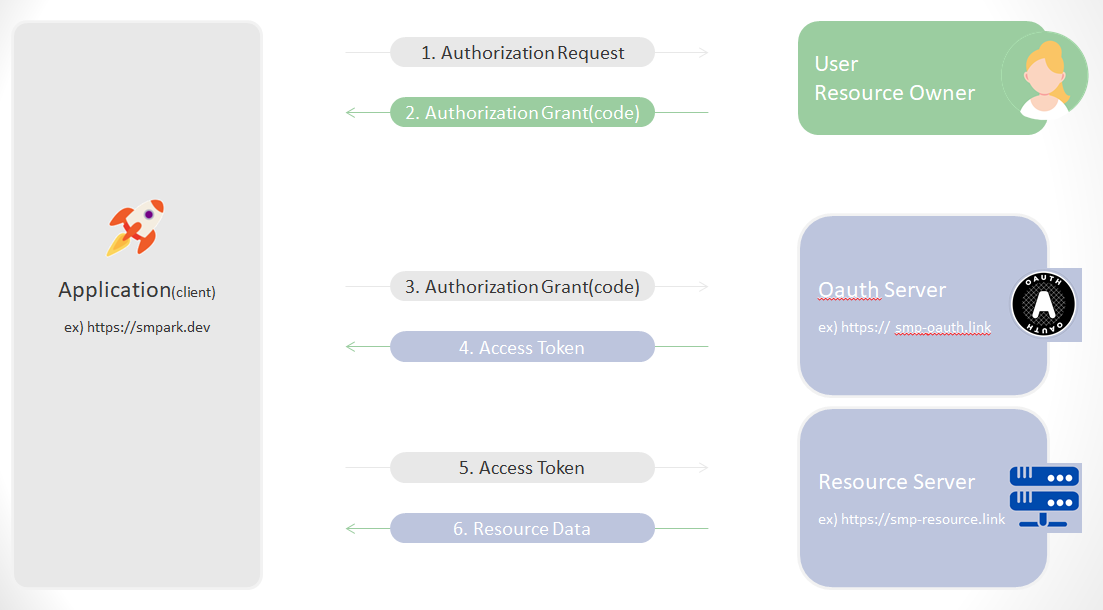 1. Authorization Request
2. Authorization Grant(code)
User
Resource Owner
Application(client)
ex) https://smpark.dev
3. Authorization Grant(code)
4. Access Token
Oauth Server
ex) https:// smp-oauth.link
OAUTH
A
OAUTH
5. Access Token
6. Resource Data
Resource Server
ex) https://smp-resource.link